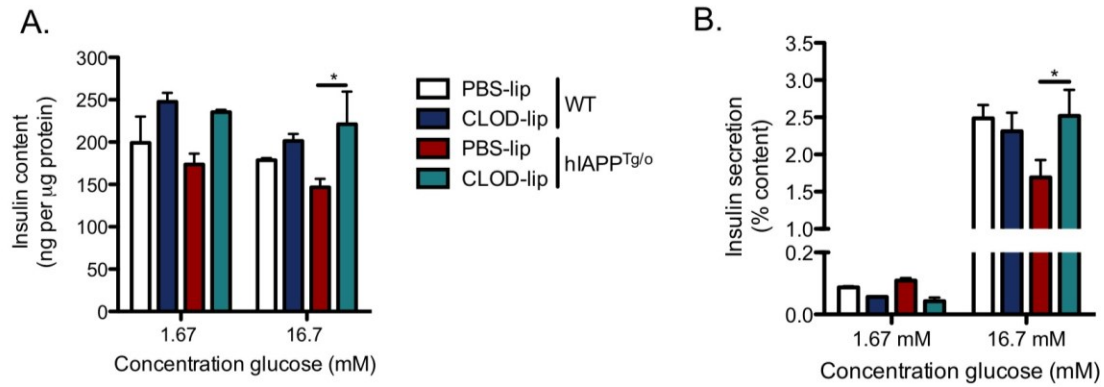 A.
Insulin content
(ng per μg protein)
300
250
200
150
100
50
0
*
1.67
16.7
Concentration glucose (mM)
PBS-lip
CLOD-lip
WT
PBS-lip
CLOD-lip
hIAPPTg/o
B.
Insulin secretion
(% content)
3.5
3.0
2.5
2.0
1.5
1.0
0.2
0.0
*
1.67 mM
16.7 mM
Concentration glucose (mM)